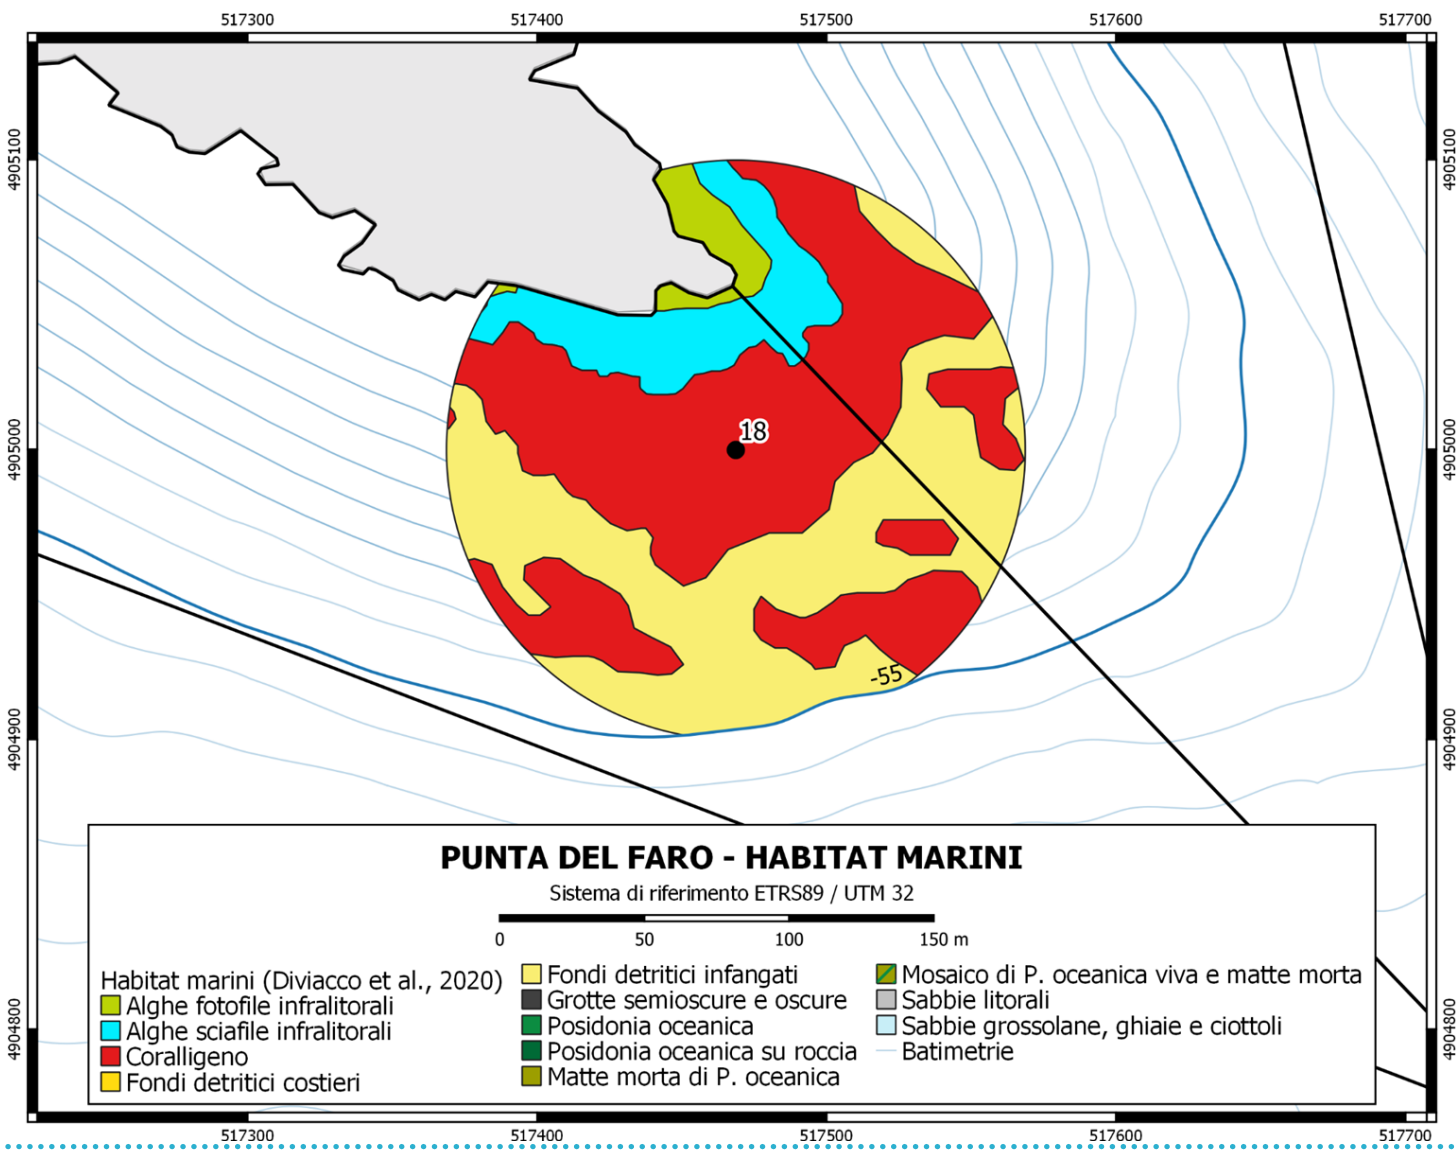 517300 517400 517500 517600 517700
4905100 4905100
18
4905000 4905000
-55
4904900 4904900
PUNTA DEL FARO - HABITAT MARINI
Sistema di riferimento ETRS89 / UTM 32
0 50 100 150 m
Habitat marini (Diviacco et al., 2020)
Alghe fotofile infralitorali
Alghe sciafile infralitorali
Coralligeno
Fondi detritici costieri
Fondi detritici infangati
Grotte semioscure e oscure
Posidonia oceanica
Posidonia oceanica su roccia
Matte morta di P. oceanica
Mosaico di P. oceanica viva e matte morta
Sabbie litorali
Sabbie grossolane, ghiaie e ciottoli
Batimetrie
4904800 4904800
517300 517400 517500 517600 517700